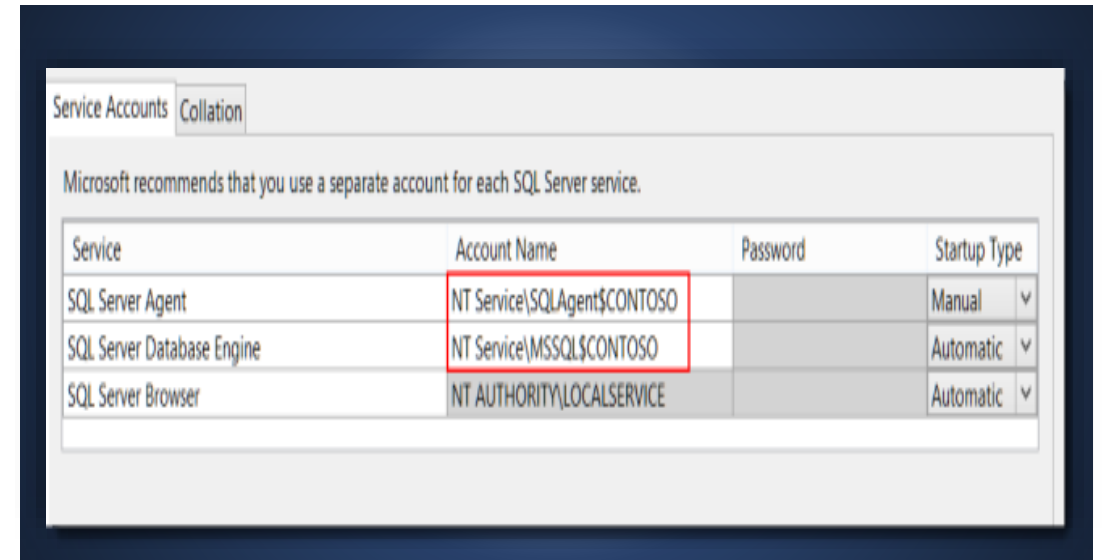 Service Accounts Collation
Microsoft recommends that you use a separate account for each SQL Server service.
Service Account Name Password Startup Type
SQL Server Agent NT Service\SQLAgent$CONTOSO Manual
SQL Server Database Engine NT Service\MSSQL$CONTOSO Automatic
SQL Server Browser NT AUTHORITY\LOCALSERVICE Automatic